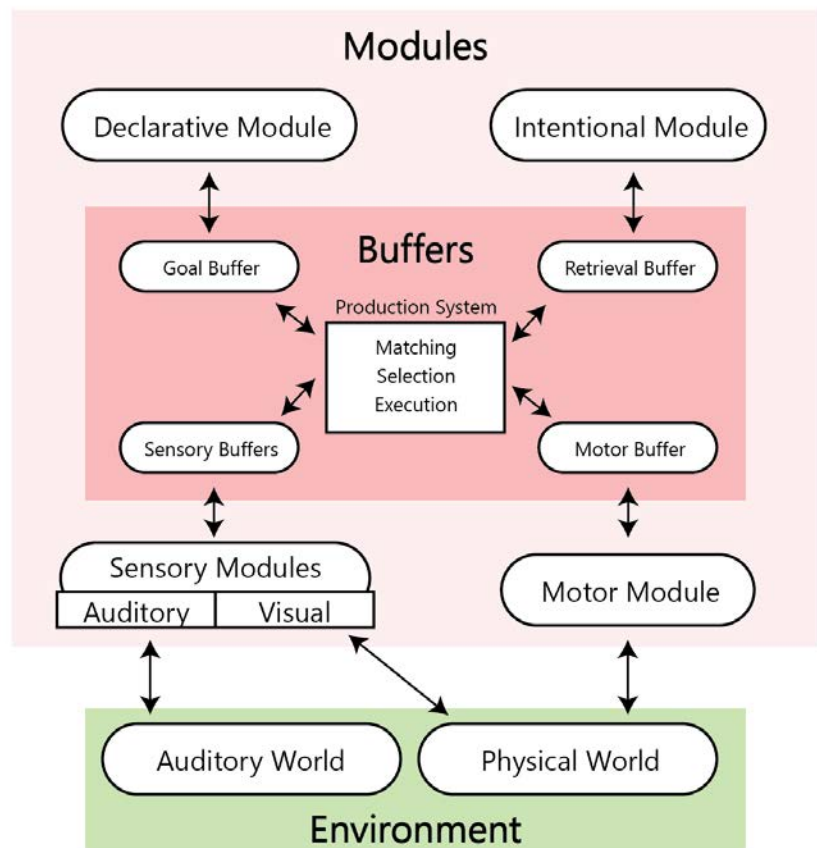 Modules
Declarative Module
Intentional Module
Buffers
Goal Buffer
Retrieval Buffer
Production System
Matching
Selection
Execution
Sensory Buffers
Motor Buffer
Sensory Modules
Auditory
Visual
Motor Module
Auditory World
Physical World
Environment